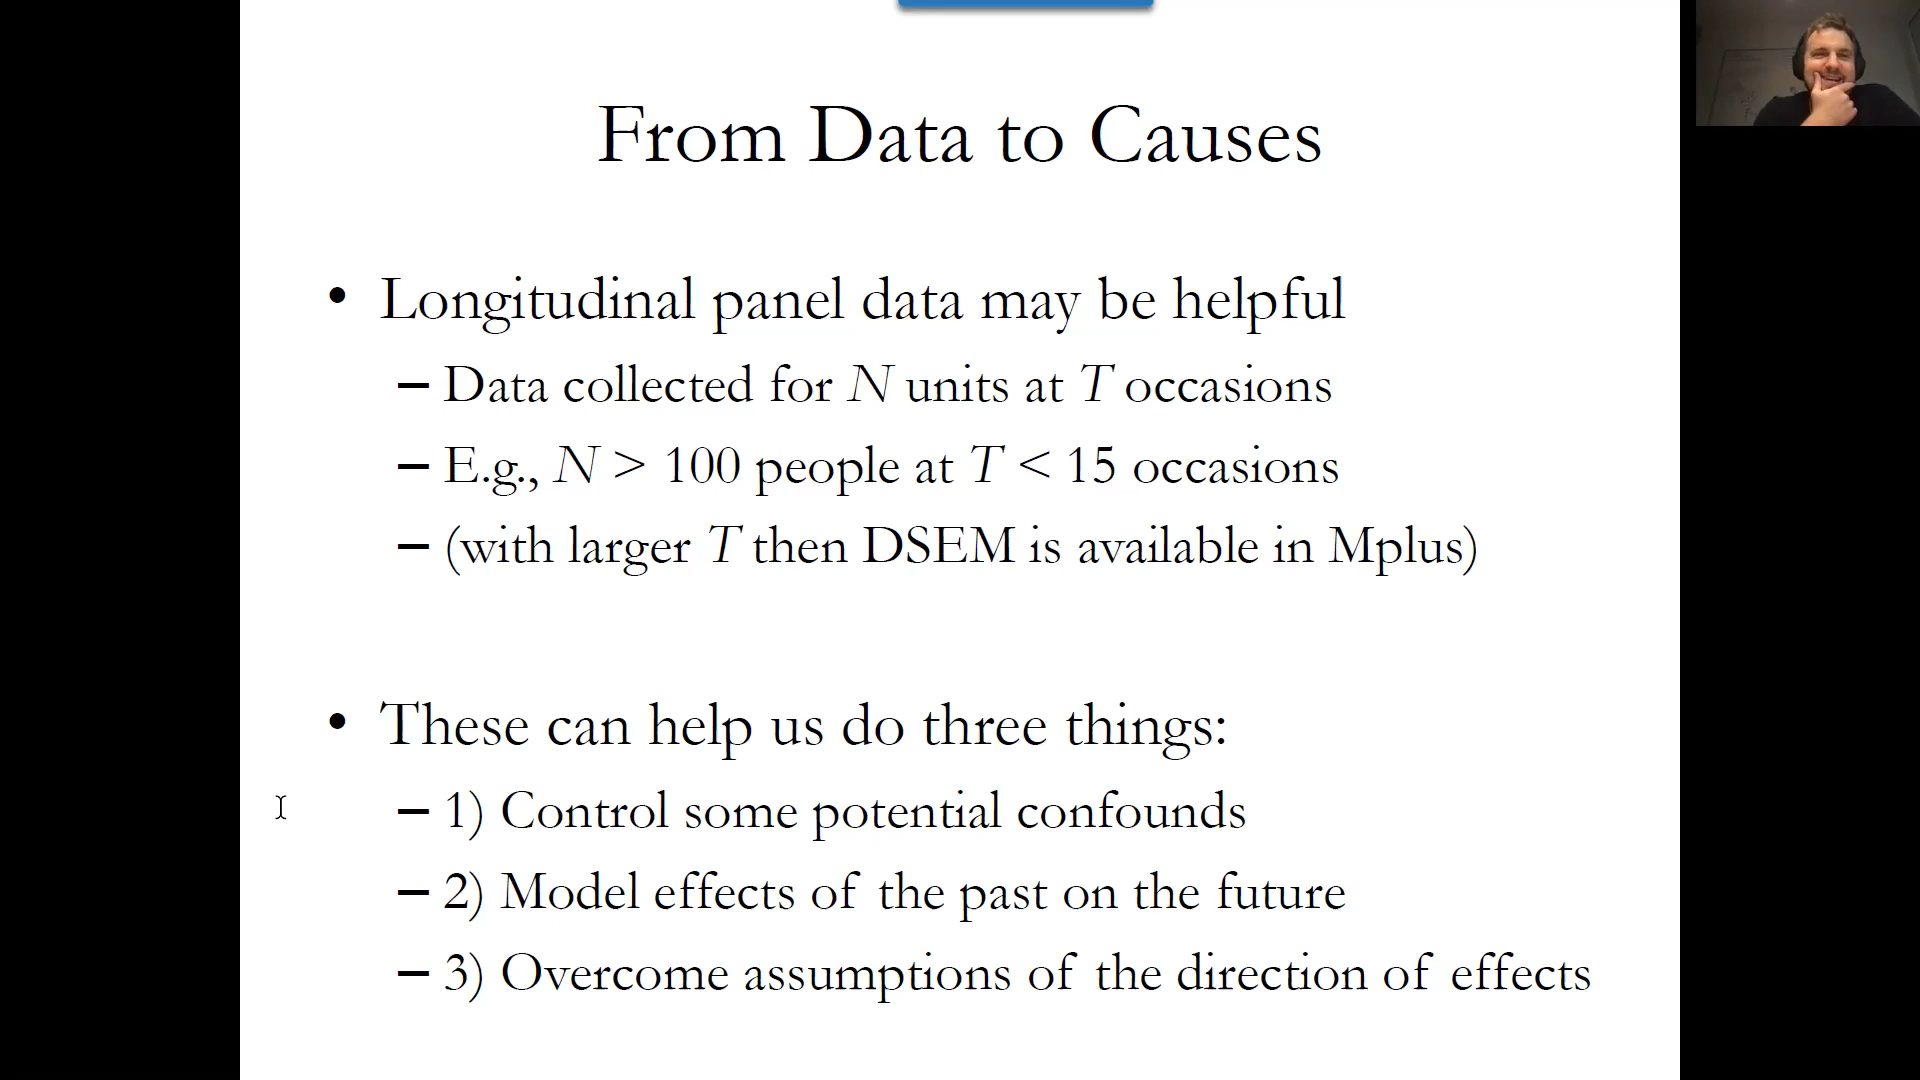 From Data to Causes
• Longitudinal panel data may be helpful
– Data collected for N units at T occasions
– E.g., N > 100 people at T < 15 occasions
– (with larger T then DSEM is available in Mplus)
• These can help us do three things:
– 1) Control some potential confounds
– 2) Model effects of the past on the future
– 3) Overcome assumptions of the direction of effects